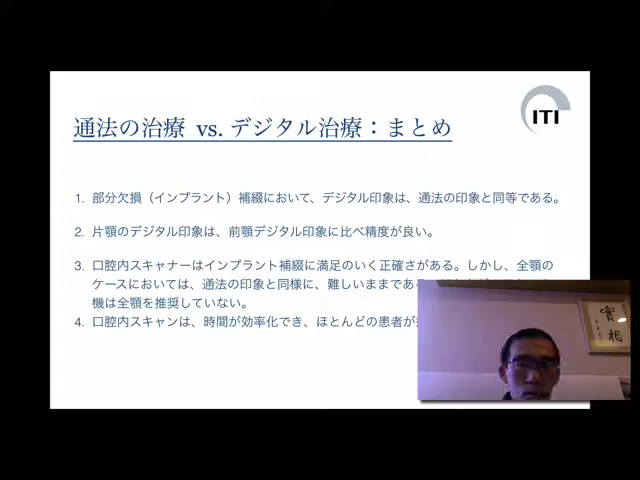 ITI
通法の治療 vs. デジタル治療：まとめ
1. 部分欠損（インプラント）補綴において、デジタル印象は、通法の印象と同等である。
2. 片顎のデジタル印象は、前顎デジタル印象に比べ精度が良い。
3. 口腔内スキャナーはインプラント補綴に満足のいく正確さがある。しかし、全顎の
ケースにおいては、通法の印象と同様に、難しいままであ
機は全顎を推奨していない。
4. 口腔内スキャンは、時間が効率化でき、ほとんどの患者が
實相